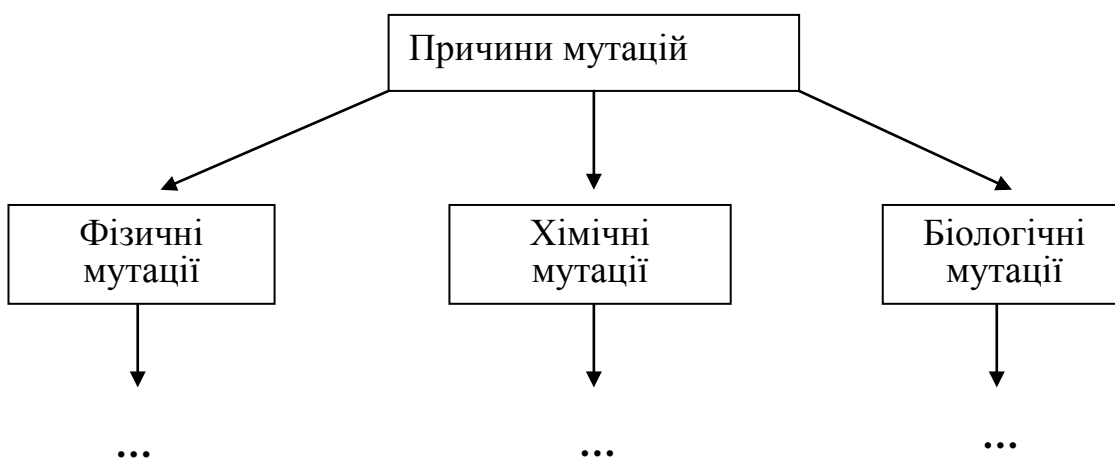 Причини мутацій
Фізичні
мутації
Хімічні
мутації
Біологічні
мутації
...
...
...